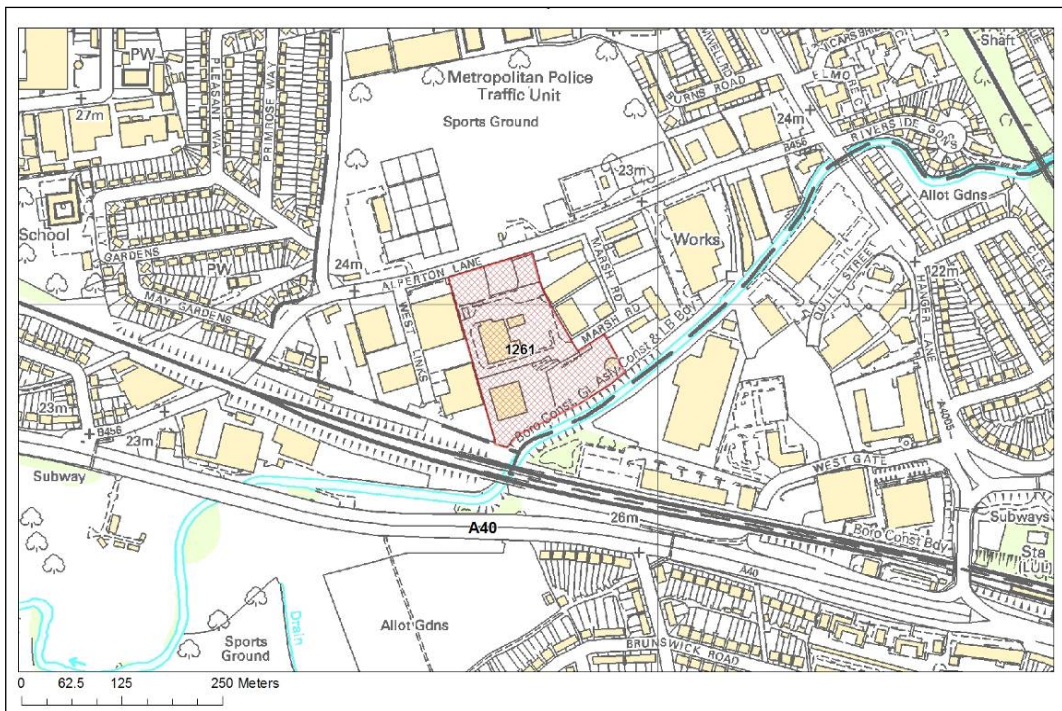 PW
PLEASANT WAY
PRIMROSE WAY
27m
Metropolitan Police
Traffic Unit
Sports Ground
BURNS ROAD
Shaft
24m
RIVERSIDE GDNS
B456
23m
Allot Gdns
School
LILY
GARDENS
PW
MAY GARDENS
24m
ALPERTON LANE
WEST
LINKS
MARSH RD
MARSH RD
Works
QUILL STREET
HANGER LANE
22m
A4005
1261
Boro Const, GL Asly Const & LB Bdy
23m
B456
23m
Subway
WEST GATE
Subways
Boro Const Bdy
Sta
(LUL)
A40
26m
A40
Drain
Sports
Ground
Allot Gdns
BRUNSWICK ROAD
0 62.5 125 250 Meters